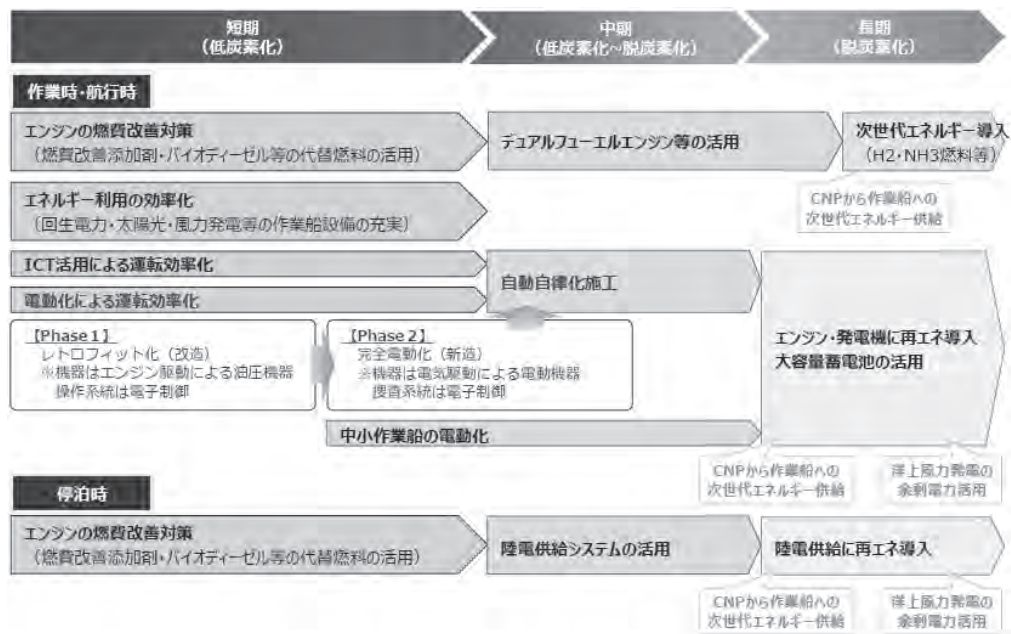 短期
（低炭素化）
中期
（低炭素化~脱炭素化）
長期
（脱炭素化）
作業時・航行時
エンジンの燃費改善対策
（燃費改善添加剤・バイオディーゼル等の代替燃料の活用）
デュアルフューエルエンジン等の活用
次世代エネルギー導入
（H2・NH3燃料等）
CNPから作業船への
次世代エネルギー供給
エネルギー利用の効率化
（回生電力・太陽光・風力発電等の作業船設備の充実）
ICT活用による運転効率化
電動化による運転効率化
自動自律化施工
【Phase 1】
レトロフィット化（改造）
※機器はエンジン駆動による油圧機器
操作系統は電子制御
【Phase 2】
完全電動化（新造）
※機器は電気駆動による電動機器
捜査系統は電子制御
エンジン・発電機に再エネ導入
大容量蓄電池の活用
中小作業船の電動化
CNPから作業船への
次世代エネルギー供給
洋上風力発電の
余剰電力活用
停泊時
エンジンの燃費改善対策
（燃費改善添加剤・バイオディーゼル等の代替燃料の活用）
陸電供給システムの活用
陸電供給に再エネ導入
CNPから作業船への
次世代エネルギー供給
洋上風力発電の
余剰電力活用